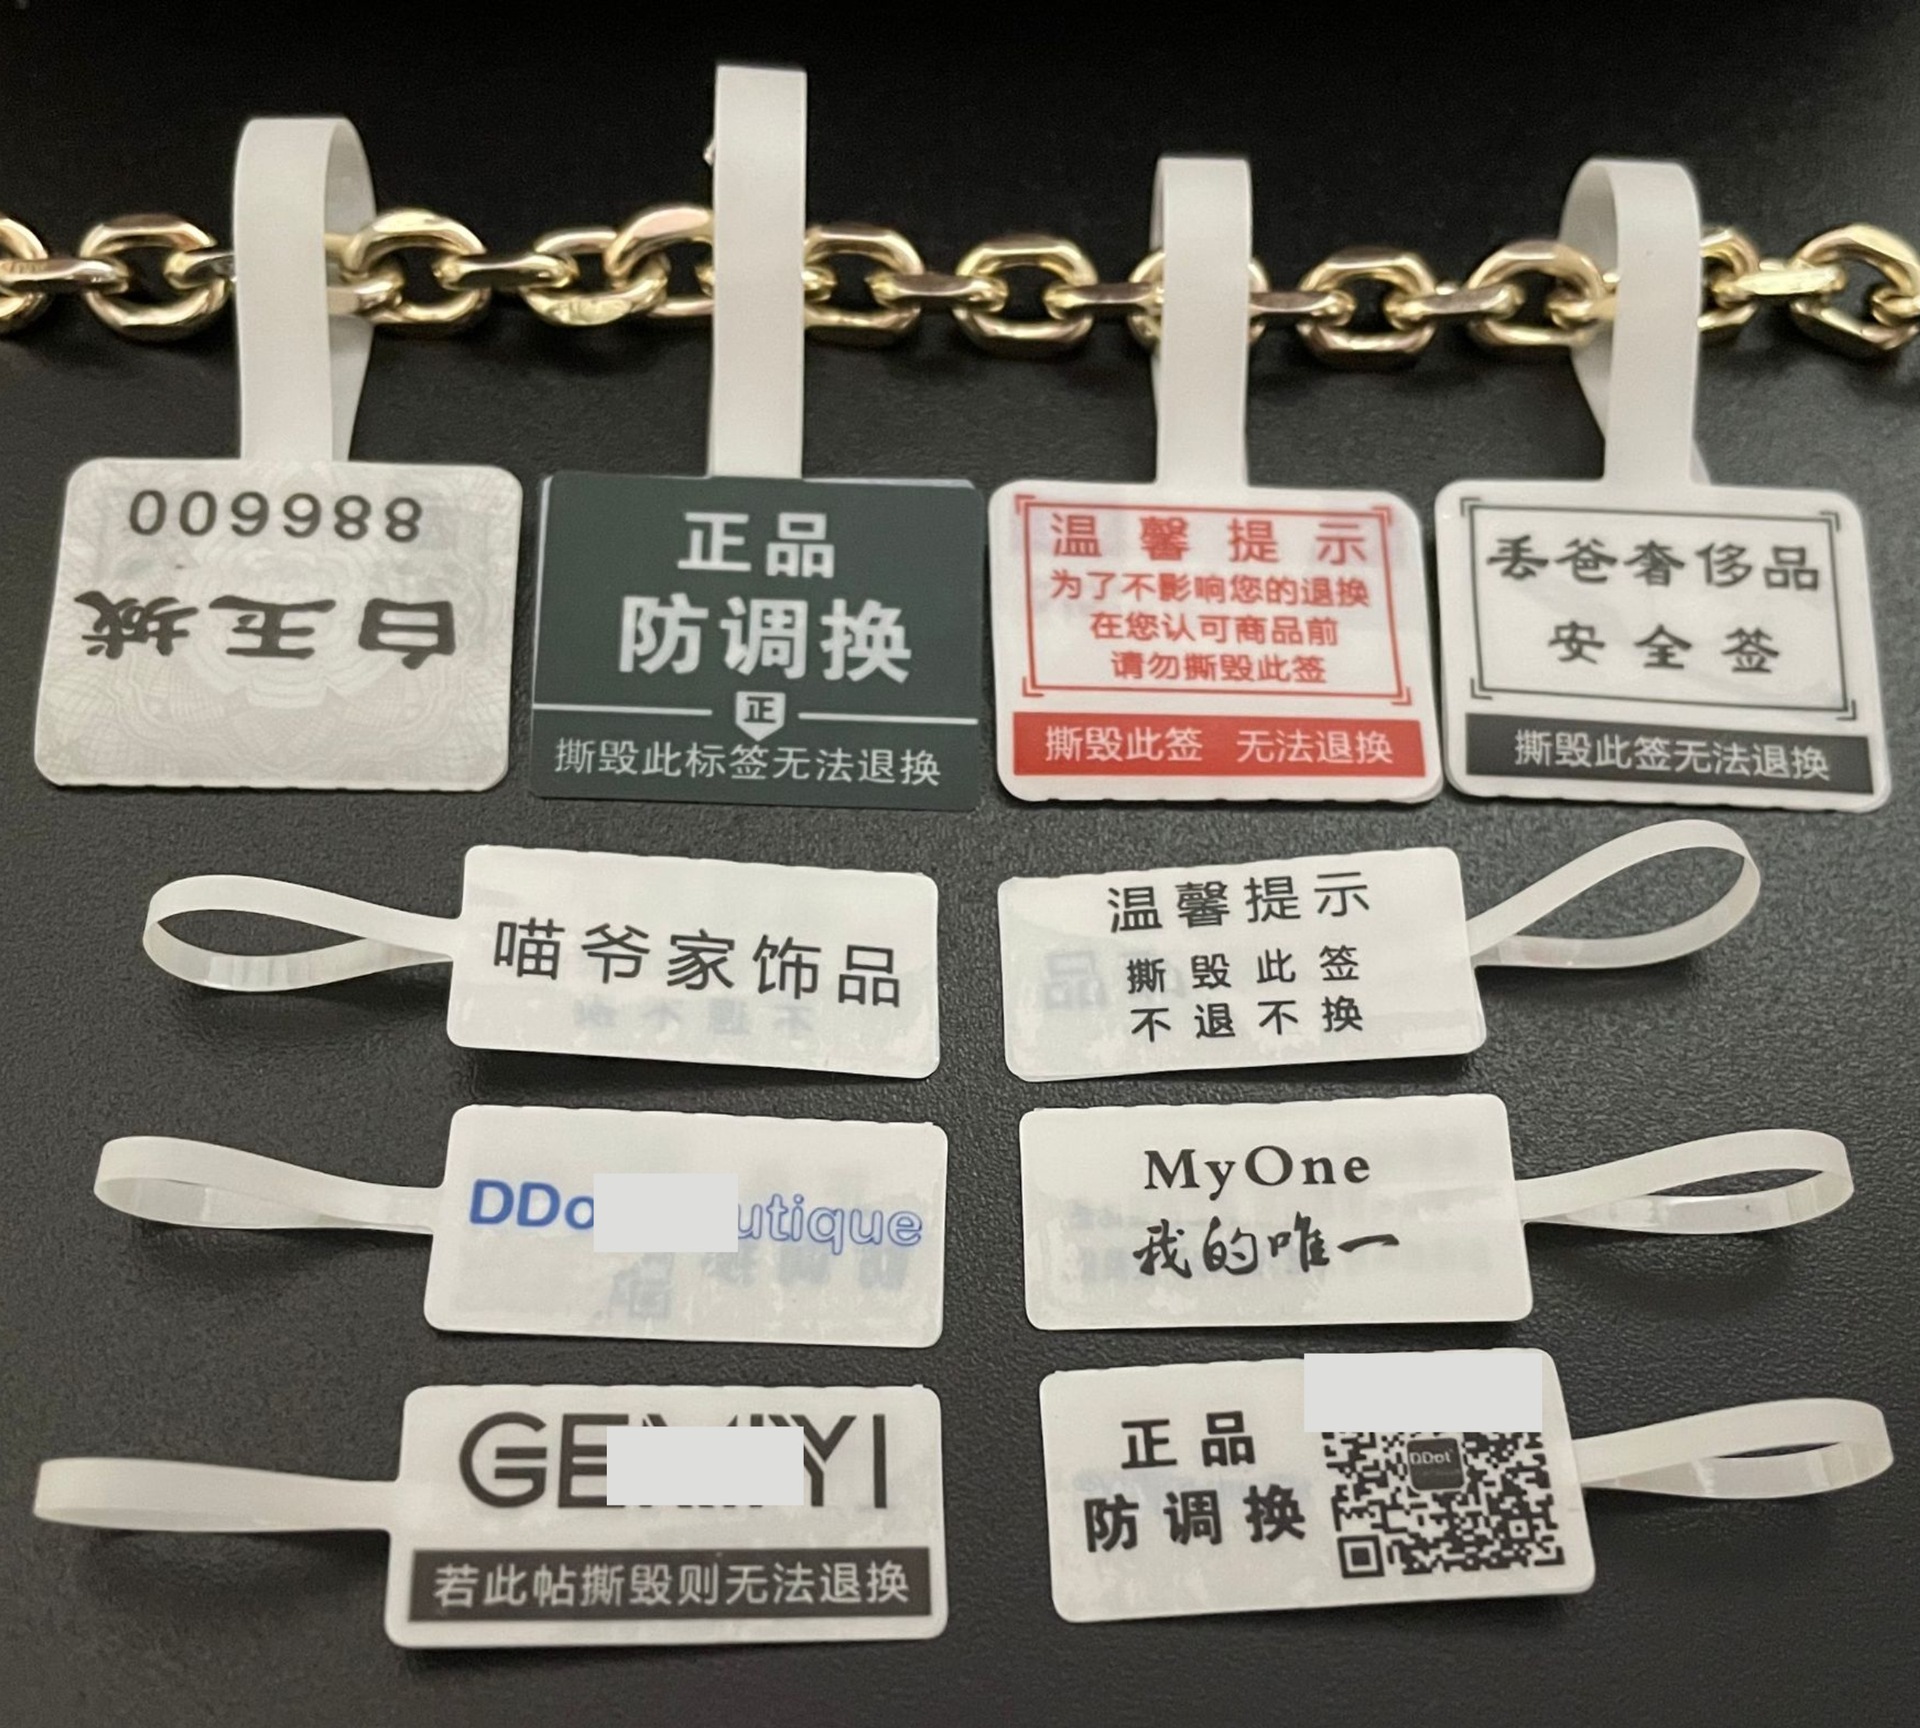 886600
白玉城
正品
防调换
正
撕毁此标签无法退换
温馨提示
为了不影响您的退换
在您认可商品前
请勿撕毁此签
撕毁此签 无法退换
丢爸奢侈品
安全签
撕毁此签无法退换
喵爷家饰品
温馨提示
撕毁此签
不退不换
MyOne
我的唯一
若此帖撕毁则无法退换
正品
防调换
DDot